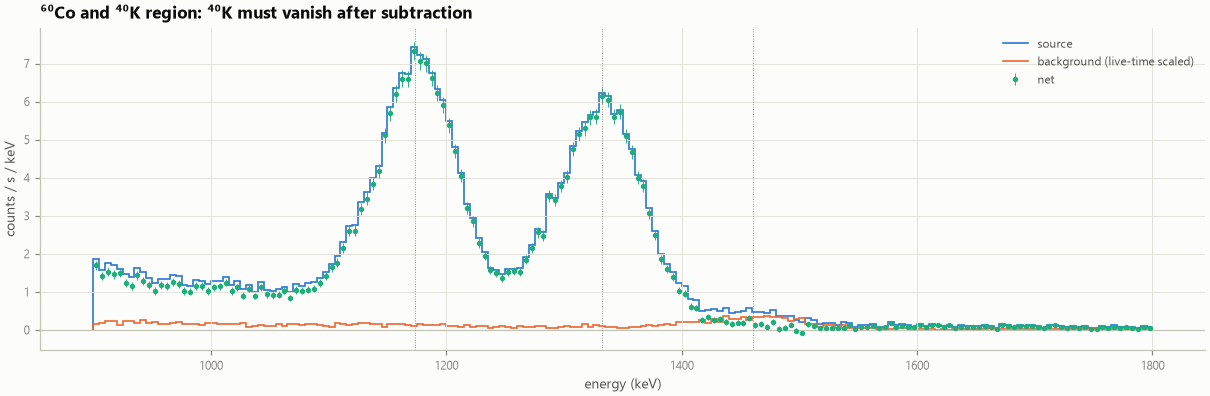 ⁶⁰Co and ⁴⁰K region: ⁴⁰K must vanish after subtraction
source
background (live-time scaled)
net
counts / s / keV
7
6
5
4
3
2
1
0
1000
1200
1400
1600
1800
energy (keV)